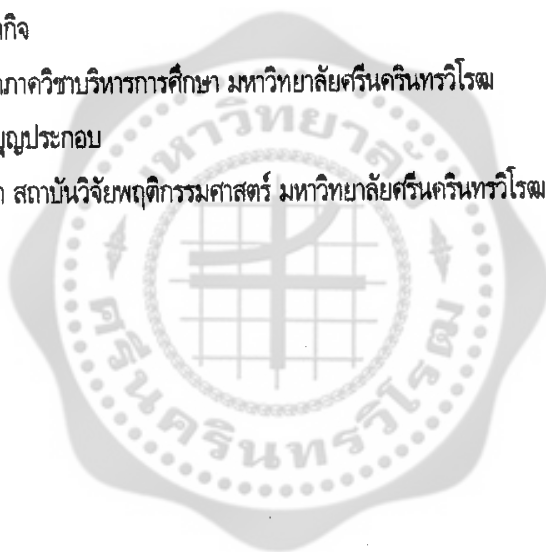 ากิจ
าภาควิชาบริหารการศึกษา มหาวิทยาลัยศรีนครินทรวิโรฒ
บุญประกอบ
า สถาบันวิจัยพฤติกรรมศาสตร์ มหาวิทยาลัยศรีนครินทรวิโรฒ
มหาวิทยาลัย
ศรีนครินทรวิโรฒ